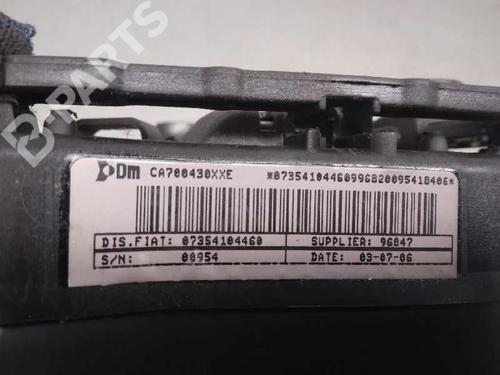 B-PARTS
Dm CA700430XXE *07354104460996820095418406*
DIS.FIAT: 07354104460 SUPPLIER: 96847
S/N: 00954 DATE: 03-07-06